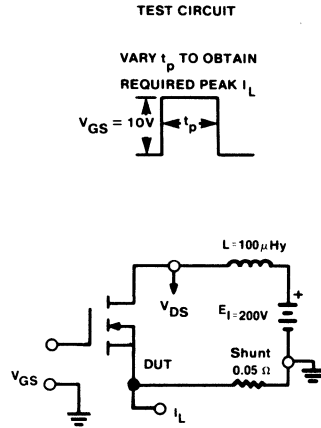 TEST CIRCUIT
VARY tp TO OBTAIN
REQUIRED PEAK IL
VGS = 10V
tp
L=100μHy
+
VDS
EI=200V
DUT
Shunt
0.05 Ω
VGS
IL